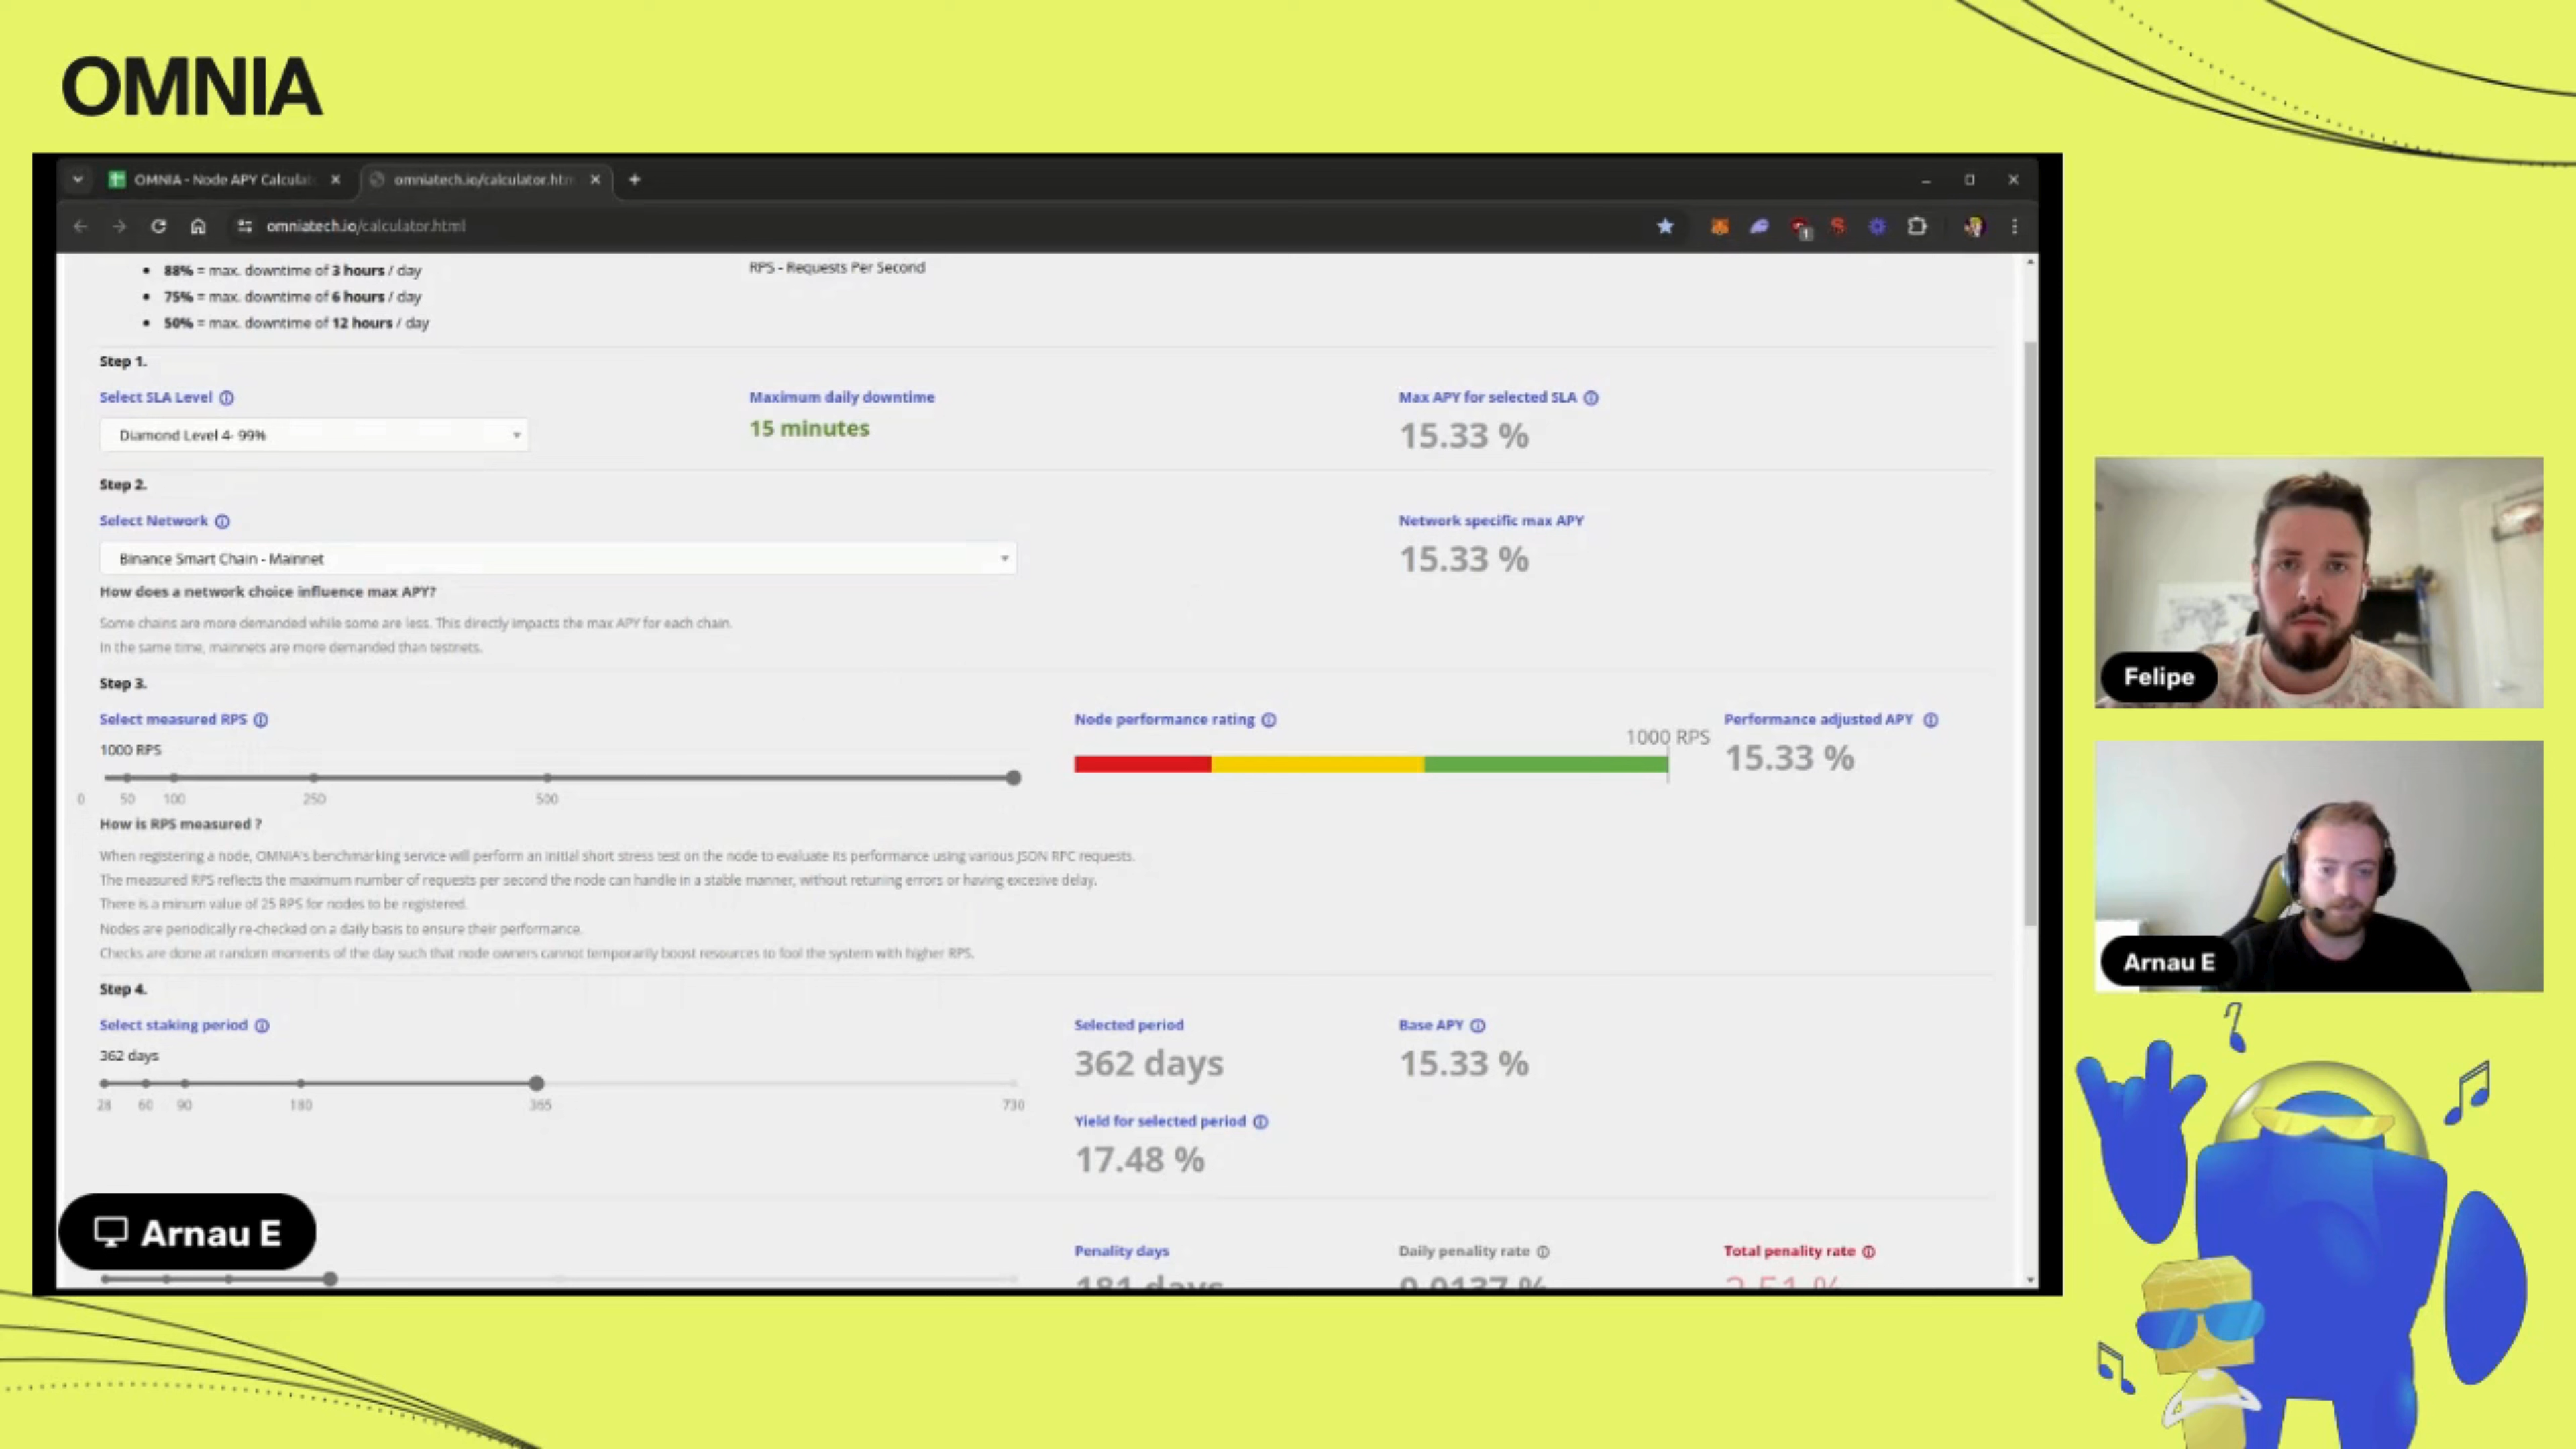 OMNIA
OMNIA - Node APY Calculat
omniatech.io/calculator.htm
omniatech.io/calculator.html
1
88% = max. downtime of 3 hours / day
RPS - Requests Per Second
75% = max. downtime of 6 hours / day
50% = max. downtime of 12 hours / day
Step 1.
Select SLA Level
Maximum daily downtime
Max APY for selected SLA
Diamond Level 4- 99%
15 minutes
15.33 %
Step 2.
Select Network
Network specific max APY
Binance Smart Chain - Mainnet
15.33 %
How does a network choice influence max APY?
Some chains are more demanded while some are less. This directly impacts the max APY for each chain.
In the same time, mainnets are more demanded than testnets.
Step 3.
Select measured RPS
Node performance rating
Performance adjusted APY
1000 RPS
1000 RPS
15.33 %
0 50 100 250 500
How is RPS measured ?
When registering a node, OMNIA's benchmarking service will perform an initial short stress test on the node to evaluate its performance using various JSON RPC requests.
The measured RPS reflects the maximum number of requests per second the node can handle in a stable manner, without retuning errors or having excesive delay.
There is a minum value of 25 RPS for nodes to be registered.
Nodes are periodically re-checked on a daily basis to ensure their performance.
Checks are done at random moments of the day such that node owners cannot temporarily boost resources to fool the system with higher RPS.
Step 4.
Select staking period
Selected period
Base APY
362 days
362 days
15.33 %
28 60 90 180 365 730
Yield for selected period
17.48 %
Penality days
Daily penality rate
Total penality rate
181 days
0.0137 %
2.51 %
Arnau E
Felipe
Arnau E